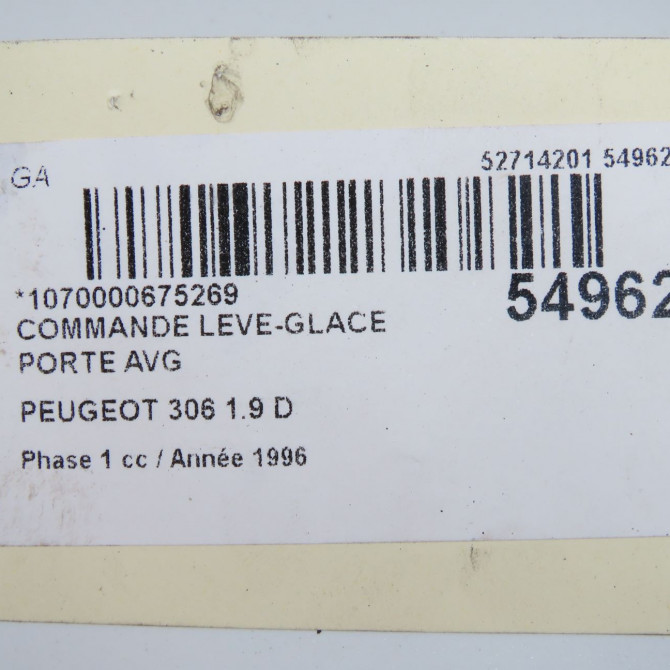 GA
52714201 54962
*1070000675269
54962
COMMANDE LEVE-GLACE
PORTE AVG
PEUGEOT 306 1.9 D
Phase 1 cc / Année 1996